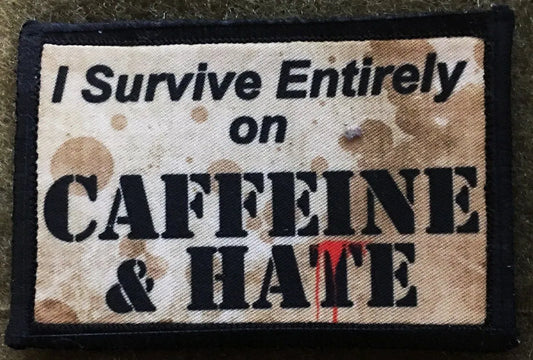 I Survive Entirely
on
CAFFEINE
& HATE